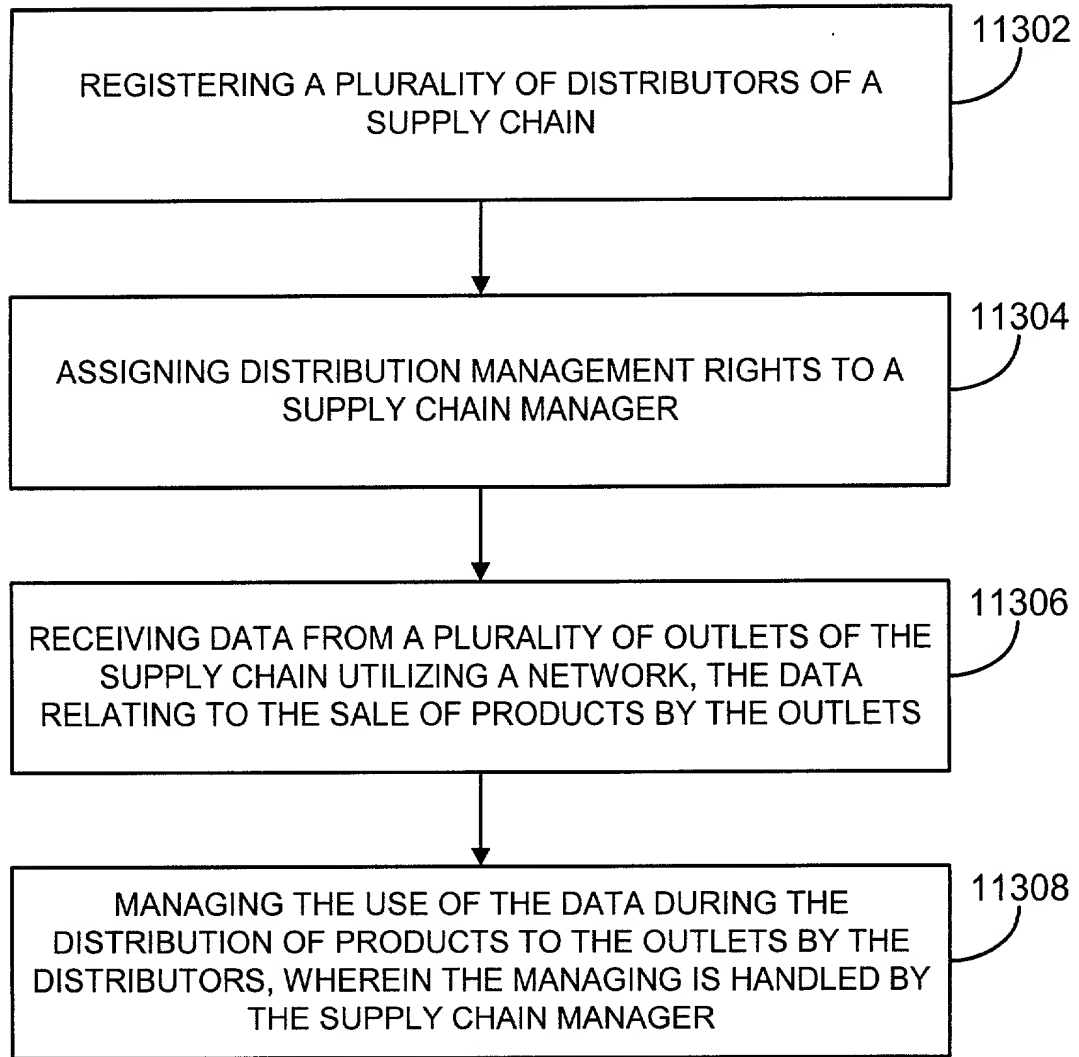 11302
REGISTERING A PLURALITY OF DISTRIBUTORS OF A
SUPPLY CHAIN
11304
ASSIGNING DISTRIBUTION MANAGEMENT RIGHTS TO A
SUPPLY CHAIN MANAGER
11306
RECEIVING DATA FROM A PLURALITY OF OUTLETS OF THE
SUPPLY CHAIN UTILIZING A NETWORK, THE DATA
RELATING TO THE SALE OF PRODUCTS BY THE OUTLETS
11308
MANAGING THE USE OF THE DATA DURING THE
DISTRIBUTION OF PRODUCTS TO THE OUTLETS BY THE
DISTRIBUTORS, WHEREIN THE MANAGING IS HANDLED BY
THE SUPPLY CHAIN MANAGER